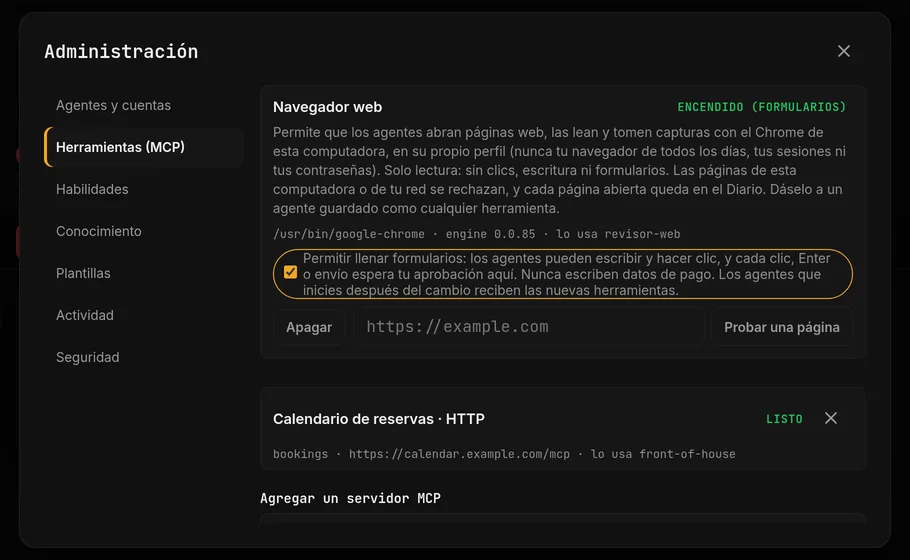 Administración
Agentes y cuentas
Herramientas (MCP)
Habilidades
Conocimiento
Plantillas
Actividad
Seguridad
Navegador web
ENCENDIDO (FORMULARIOS)
Permite que los agentes abran páginas web, las lean y tomen capturas con el Chrome de
esta computadora, en su propio perfil (nunca tu navegador de todos los días, tus sesiones ni
tus contraseñas). Solo lectura: sin clics, escritura ni formularios. Las páginas de esta
computadora o de tu red se rechazan, y cada página abierta queda en el Diario. Dáselo a un
agente guardado como cualquier herramienta.
/usr/bin/google-chrome · engine 0.0.85 · lo usa revisor-web
Permitir llenar formularios: los agentes pueden escribir y hacer clic, y cada clic, Enter
o envío espera tu aprobación aquí. Nunca escriben datos de pago. Los agentes que
inicies después del cambio reciben las nuevas herramientas.
Apagar
https://example.com
Probar una página
Calendario de reservas · HTTP
LISTO
bookings · https://calendar.example.com/mcp · lo usa front-of-house
Agregar un servidor MCP